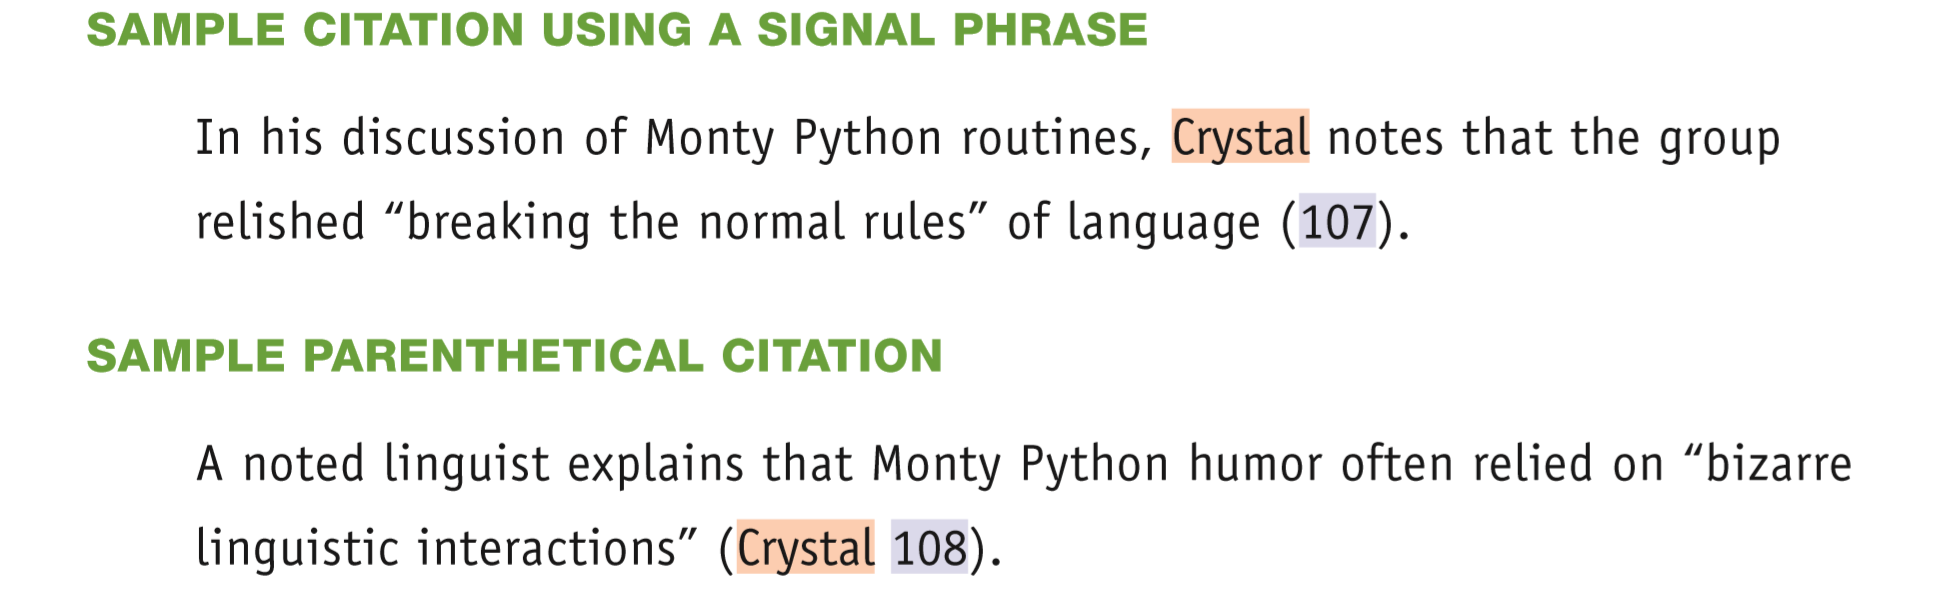 SAMPLE CITATION USING A SIGNAL PHRASE
In his discussion of Monty Python routines, Crystal notes that the group
relished “breaking the normal rules” of language (107).
SAMPLE PARENTHETICAL CITATION
A noted linguist explains that Monty Python humor often relied on “bizarre
linguistic interactions” (Crystal 108).